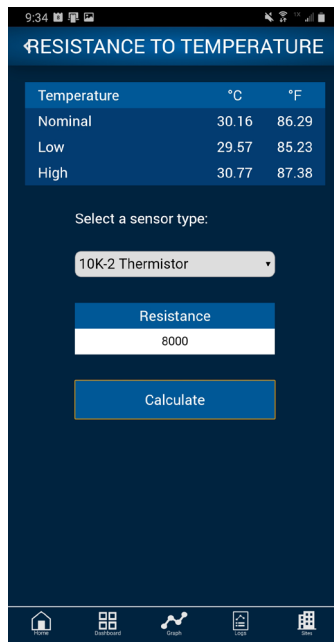 9:34
RESISTANCE TO TEMPERATURE
Temperature °C °F
Nominal 30.16 86.29
Low 29.57 85.23
High 30.77 87.38
Select a sensor type:
10K-2 Thermistor
Resistance
8000
Calculate
Home Dashboard Graph Logs Sites